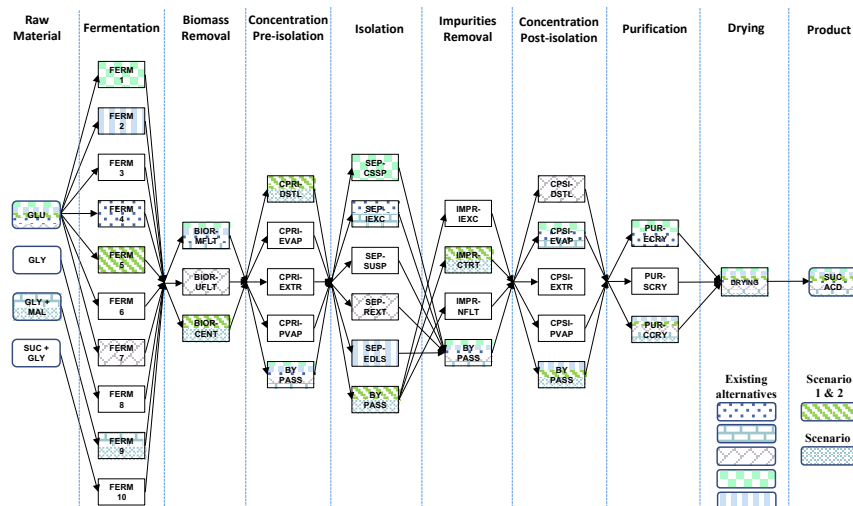 Raw
Material
Fermentation
Biomass
Removal
Concentration
Pre-isolation
Isolation
Impurities
Removal
Concentration
Post-isolation
Purification
Drying
Product
GLU
GLY
GLY +
MAL
SUC +
GLY
FERM
1
FERM
2
FERM
3
FERM
4
FERM
5
FERM
6
FERM
7
FERM
8
FERM
9
FERM
10
BIOR-
MFLT
BIOR-
UFLT
BIOR-
CENT
CPRI-
DSTL
CPRI-
EVAP
CPRI-
EXTR
CPRI-
PVAP
BY
PASS
SEP-
CSSP
SEP-
IEXC
SEP-
SUSP
SEP-
REXT
SEP-
EDLS
BY
PASS
IMPR-
IEXC
IMPR-
CTRT
IMPR-
NFLT
BY
PASS
CPSI-
DSTL
CPSI-
EVAP
CPSI-
EXTR
CPSI-
PVAP
BY
PASS
PUR-
ECRY
PUR-
SCRY
PUR-
CCRY
DRYING
SUC
ACD
Existing
alternatives
Scenario
1 & 2
Scenario